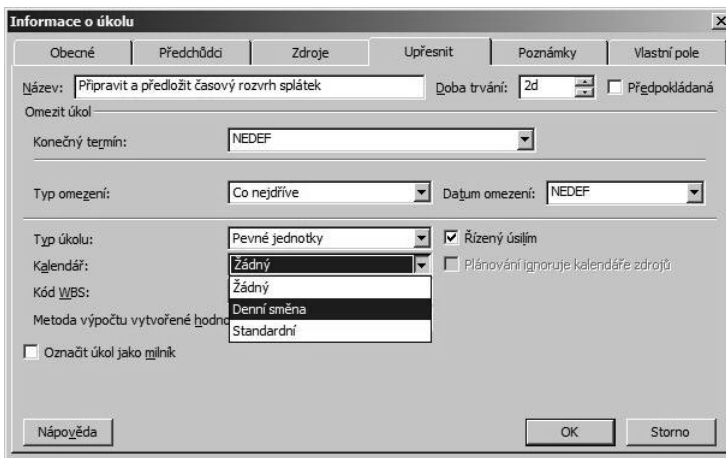 Informace o úkolu
Obecné Předchůdci Zdroje Upřesnit Poznámky Vlastní pole
Název: Připravit a předložit časový rozvrh splátek Doba trvání: 2d Předpokládaná
Omezit úkol
Konečný termín: NEDEF
Typ omezení: Co nejdříve Datum omezení: NEDEF
Typ úkolu: Pevné jednotky Řízený úsilím
Kalendář: Žádný Plánování ignoruje kalendáře zdrojů
Kód WBS: Žádný
Denní směna
Metoda výpočtu vytvořené hodno
Standardní
Označit úkol jako milník
Nápověda OK Storno